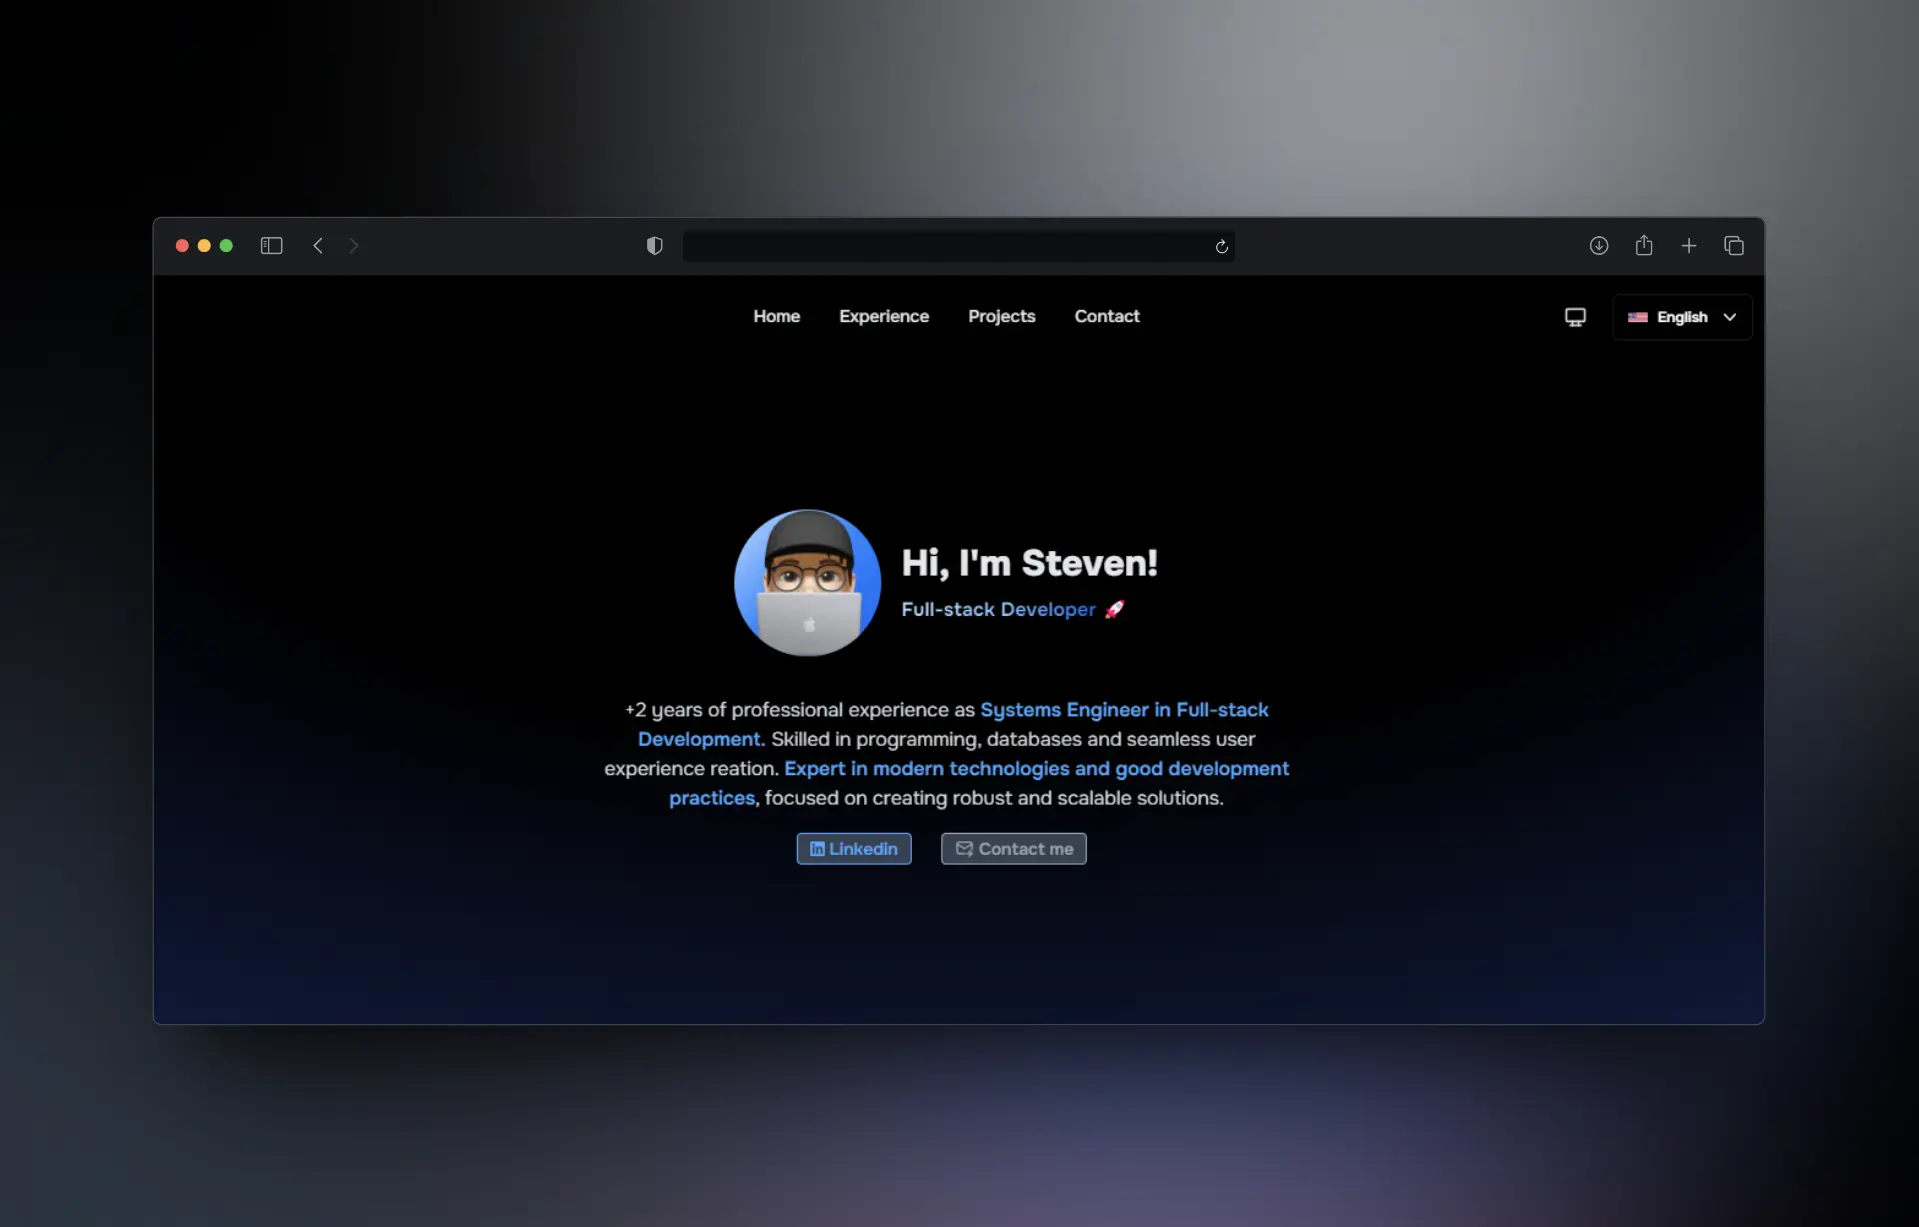 Home Experience Projects Contact English
Hi, I'm Steven!
Full-stack Developer 🚀
+2 years of professional experience as Systems Engineer in Full-stack
Development. Skilled in programming, databases and seamless user
experience reation. Expert in modern technologies and good development
practices, focused on creating robust and scalable solutions.
Linkedin Contact me